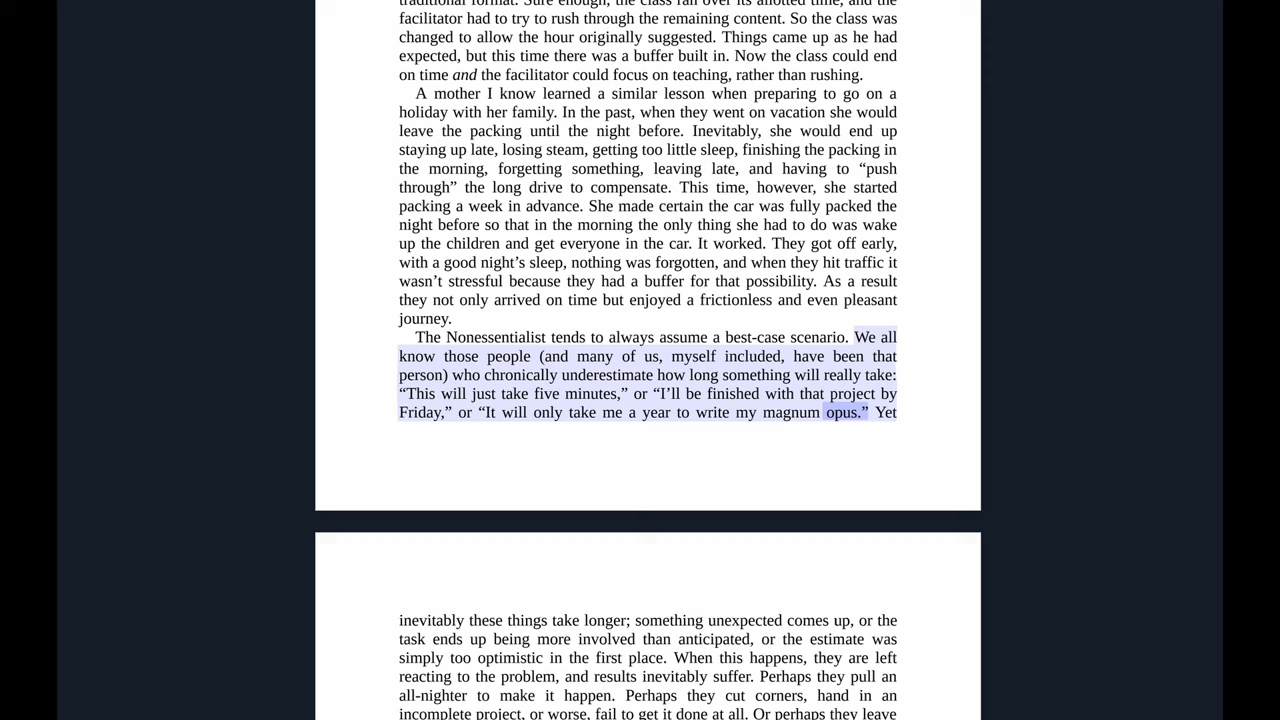 traditional format. Sure enough, the class ran over its allotted time, and the
facilitator had to try to rush through the remaining content. So the class was
changed to allow the hour originally suggested. Things came up as he had
expected, but this time there was a buffer built in. Now the class could end
on time and the facilitator could focus on teaching, rather than rushing.
A mother I know learned a similar lesson when preparing to go on a
holiday with her family. In the past, when they went on vacation she would
leave the packing until the night before. Inevitably, she would end up
staying up late, losing steam, getting too little sleep, finishing the packing in
the morning, forgetting something, leaving late, and having to “push
through” the long drive to compensate. This time, however, she started
packing a week in advance. She made certain the car was fully packed the
night before so that in the morning the only thing she had to do was wake
up the children and get everyone in the car. It worked. They got off early,
with a good night’s sleep, nothing was forgotten, and when they hit traffic it
wasn’t stressful because they had a buffer for that possibility. As a result
they not only arrived on time but enjoyed a frictionless and even pleasant
journey.
The Nonessentialist tends to always assume a best-case scenario. We all
know those people (and many of us, myself included, have been that
person) who chronically underestimate how long something will really take:
“This will just take five minutes,” or “I’ll be finished with that project by
Friday,” or “It will only take me a year to write my magnum opus.” Yet
inevitably these things take longer; something unexpected comes up, or the
task ends up being more involved than anticipated, or the estimate was
simply too optimistic in the first place. When this happens, they are left
reacting to the problem, and results inevitably suffer. Perhaps they pull an
all-nighter to make it happen. Perhaps they cut corners, hand in an
incomplete project, or worse, fail to get it done at all. Or perhaps they leave